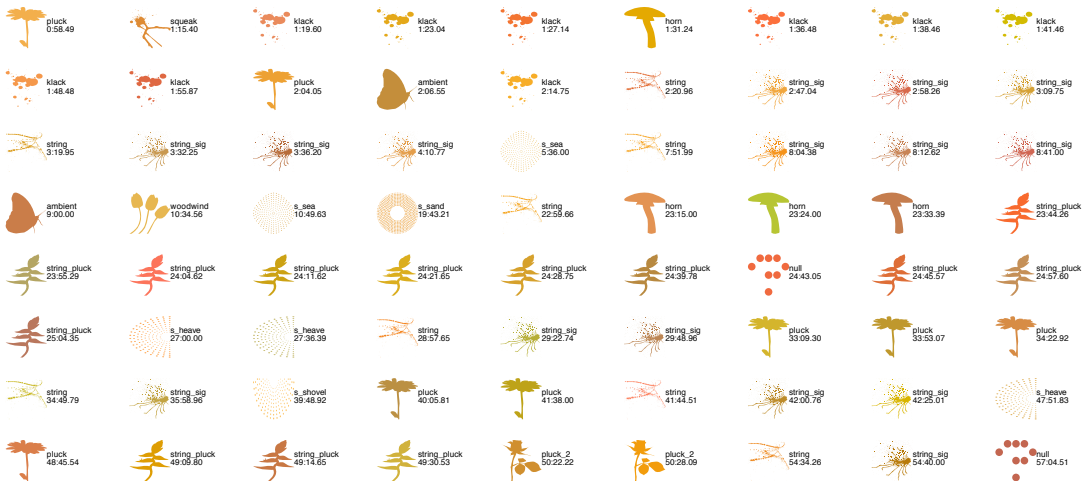 pluck
0:58.49
squeak
1:15.40
klack
1:19.60
klack
1:23.04
klack
1:27.14
horn
1:31.24
klack
1:36.48
klack
1:38.46
klack
1:41.46
klack
1:48.48
klack
1:55.87
pluck
2:04.05
ambient
2:06.55
klack
2:14.75
string
2:20.96
string_sig
2:47.04
string_sig
2:58.26
string_sig
3:09.75
string
3:19.95
string_sig
3:32.25
string_sig
3:36.20
string_sig
4:10.77
s_sea
5:36.00
string
7:51.99
string_sig
8:04.38
string_sig
8:12.62
string_sig
8:41.00
ambient
9:00.00
woodwind
10:34.56
s_sea
10:49.63
s_sand
19:43.21
string
22:59.66
horn
23:15.00
horn
23:24.00
horn
23:33.39
string_pluck
23:44.26
string_pluck
23:55.29
string_pluck
24:04.62
string_pluck
24:11.62
string_pluck
24:21.65
string_pluck
24:28.75
string_pluck
24:39.78
null
24:43.05
string_pluck
24:45.57
string_pluck
24:57.60
string_pluck
25:04.35
s_heave
27:00.00
s_heave
27:36.39
string
28:57.65
string_sig
29:22.74
string_sig
29:48.96
pluck
33:09.30
pluck
33:53.07
pluck
34:22.92
string
34:49.79
string_sig
35:58.96
s_shovel
39:48.92
pluck
40:05.81
pluck
41:38.00
string
41:44.51
string_sig
42:00.76
string_sig
42:25.01
s_heave
47:51.83
pluck
48:45.54
string_pluck
49:09.80
string_pluck
49:14.65
string_pluck
49:30.53
pluck_2
50:22.22
pluck_2
50:28.09
string
54:34.26
string_sig
54:40.00
null
57:04.51